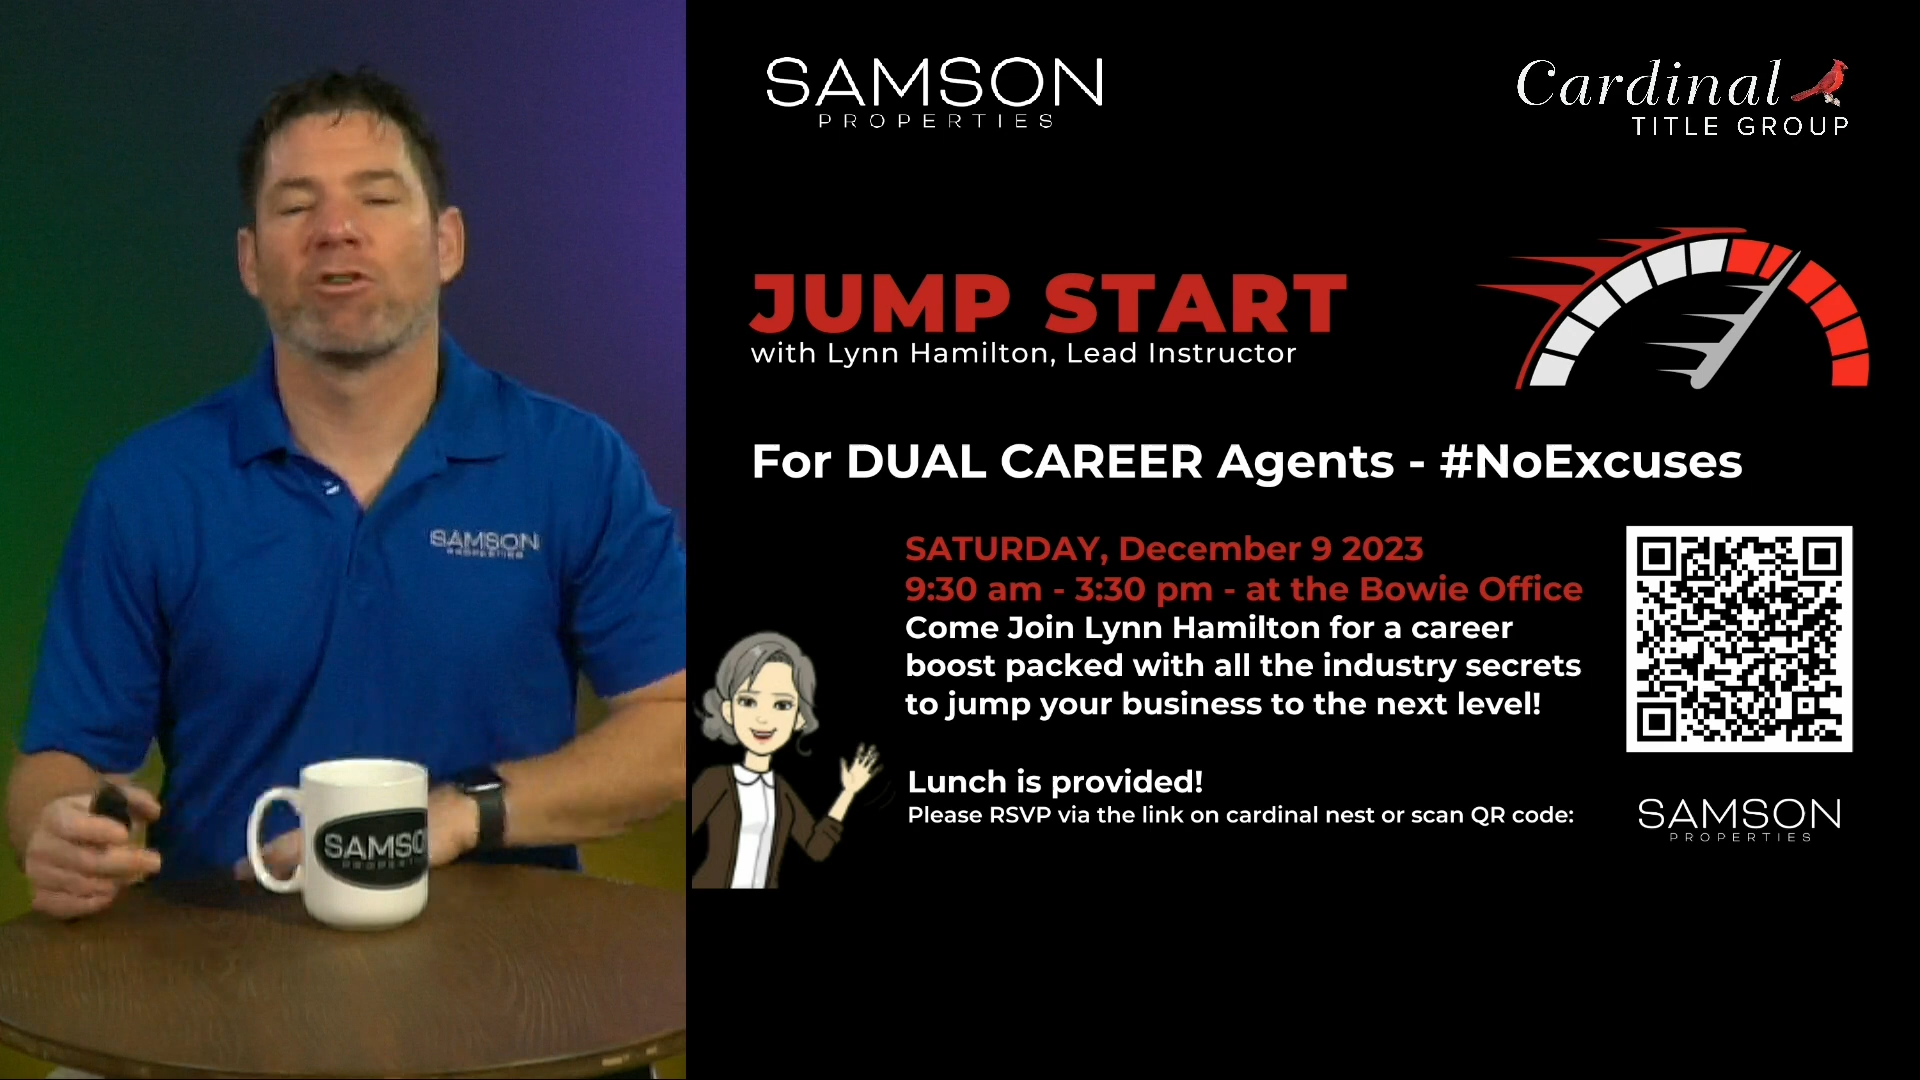 SAMSON
PROPERTIES
Cardinal
TITLE GROUP
JUMP START
with Lynn Hamilton, Lead Instructor
For DUAL CAREER Agents - #NoExcuses
SATURDAY, December 9 2023
9:30 am - 3:30 pm - at the Bowie Office
Come Join Lynn Hamilton for a career
boost packed with all the industry secrets
to jump your business to the next level!
Lunch is provided!
Please RSVP via the link on cardinal nest or scan QR code:
SAMSON
PROPERTIES
SAMSON
PROPERTIES
SAMSO
PROPERTI